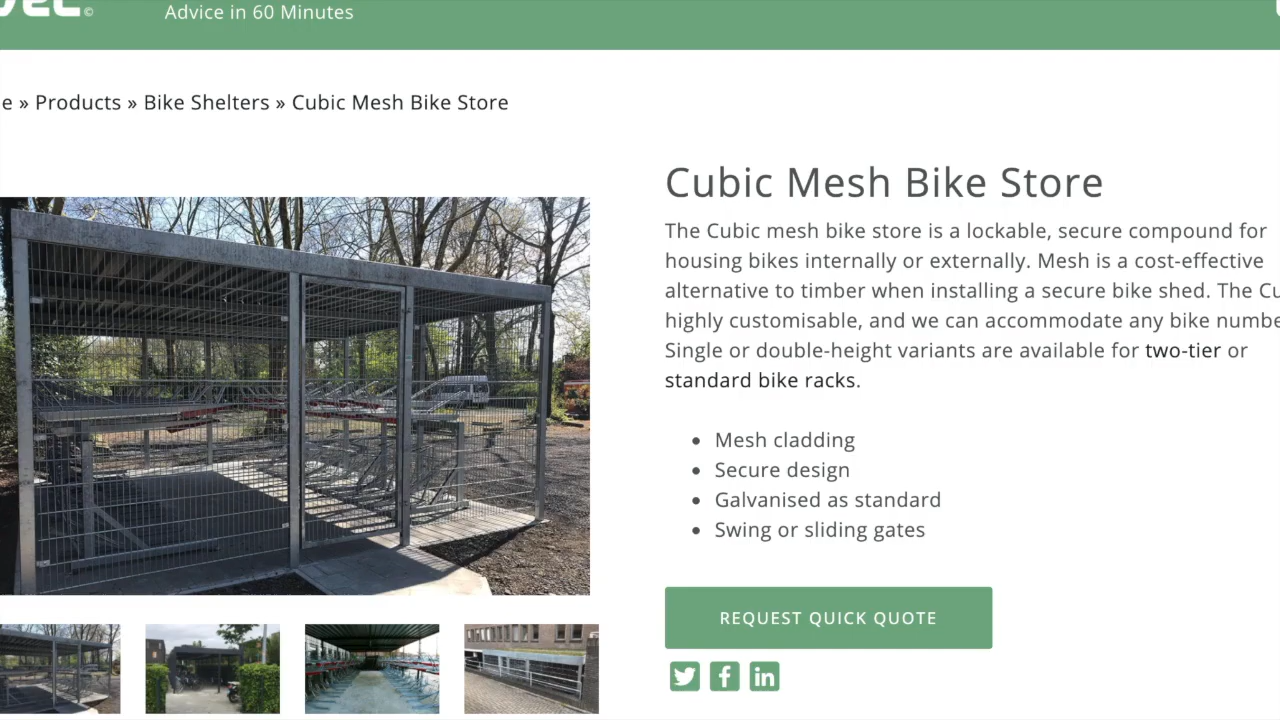 Advice in 60 Minutes
e » Products » Bike Shelters » Cubic Mesh Bike Store
Cubic Mesh Bike Store
The Cubic mesh bike store is a lockable, secure compound for
housing bikes internally or externally. Mesh is a cost-effective
alternative to timber when installing a secure bike shed. The Cu
highly customisable, and we can accommodate any bike numbe
Single or double-height variants are available for two-tier or
standard bike racks.
• Mesh cladding
• Secure design
• Galvanised as standard
• Swing or sliding gates
REQUEST QUICK QUOTE